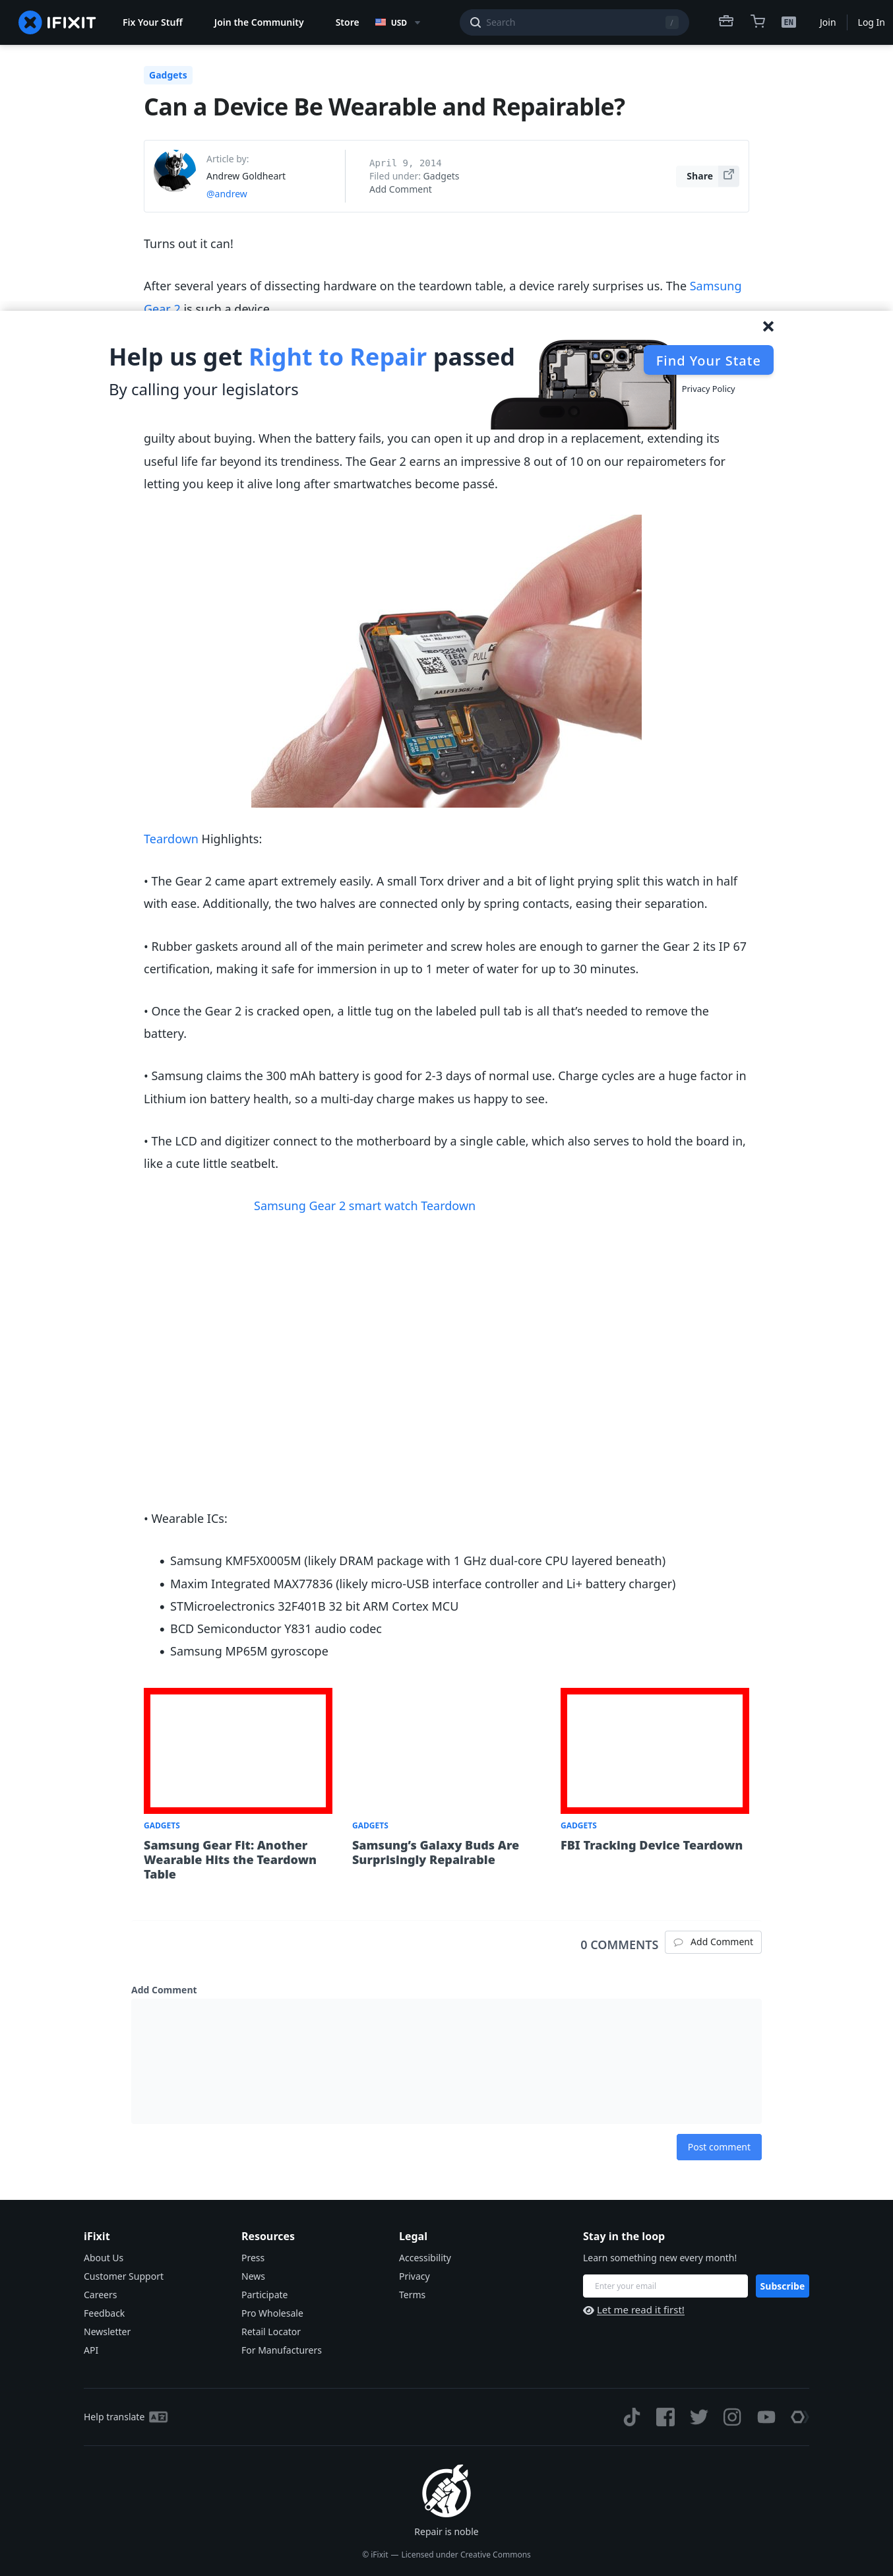 IFIXIT
Fix Your Stuff
Join the Community
Store
USD
Search
/
EN
Join
Log In
Gadgets
Can a Device Be Wearable and Repairable?
Article by:
Andrew Goldheart
@andrew
April 9, 2014
Filed under: Gadgets
Add Comment
Share
Turns out it can!
After several years of dissecting hardware on the teardown table, a device rarely surprises us. The Samsung
Gear 2 is such a device.
Help us get Right to Repair passed
By calling your legislators
Find Your State
Privacy Policy
guilty about buying. When the battery fails, you can open it up and drop in a replacement, extending its
useful life far beyond its trendiness. The Gear 2 earns an impressive 8 out of 10 on our repairometers for
letting you keep it alive long after smartwatches become passé.
PULL
Teardown Highlights:
• The Gear 2 came apart extremely easily. A small Torx driver and a bit of light prying split this watch in half
with ease. Additionally, the two halves are connected only by spring contacts, easing their separation.
• Rubber gaskets around all of the main perimeter and screw holes are enough to garner the Gear 2 its IP 67
certification, making it safe for immersion in up to 1 meter of water for up to 30 minutes.
• Once the Gear 2 is cracked open, a little tug on the labeled pull tab is all that’s needed to remove the
battery.
• Samsung claims the 300 mAh battery is good for 2-3 days of normal use. Charge cycles are a huge factor in
Lithium ion battery health, so a multi-day charge makes us happy to see.
• The LCD and digitizer connect to the motherboard by a single cable, which also serves to hold the board in,
like a cute little seatbelt.
Samsung Gear 2 smart watch Teardown
• Wearable ICs:
• Samsung KMF5X0005M (likely DRAM package with 1 GHz dual-core CPU layered beneath)
• Maxim Integrated MAX77836 (likely micro-USB interface controller and Li+ battery charger)
• STMicroelectronics 32F401B 32 bit ARM Cortex MCU
• BCD Semiconductor Y831 audio codec
• Samsung MP65M gyroscope
GADGETS
Samsung Gear Fit: Another
Wearable Hits the Teardown
Table
GADGETS
Samsung’s Galaxy Buds Are
Surprisingly Repairable
GADGETS
FBI Tracking Device Teardown
0 COMMENTS
Add Comment
Add Comment
Post comment
iFixit
About Us
Customer Support
Careers
Feedback
Newsletter
API
Resources
Press
News
Participate
Pro Wholesale
Retail Locator
For Manufacturers
Legal
Accessibility
Privacy
Terms
Stay in the loop
Learn something new every month!
Enter your email
Subscribe
Let me read it first!
Help translate
Repair is noble
© iFixit — Licensed under Creative Commons